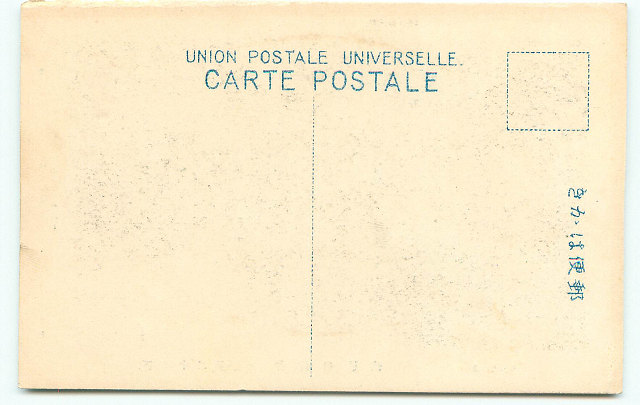 UNION POSTALE UNIVERSELLE.
CARTE POSTALE
郵便はかき